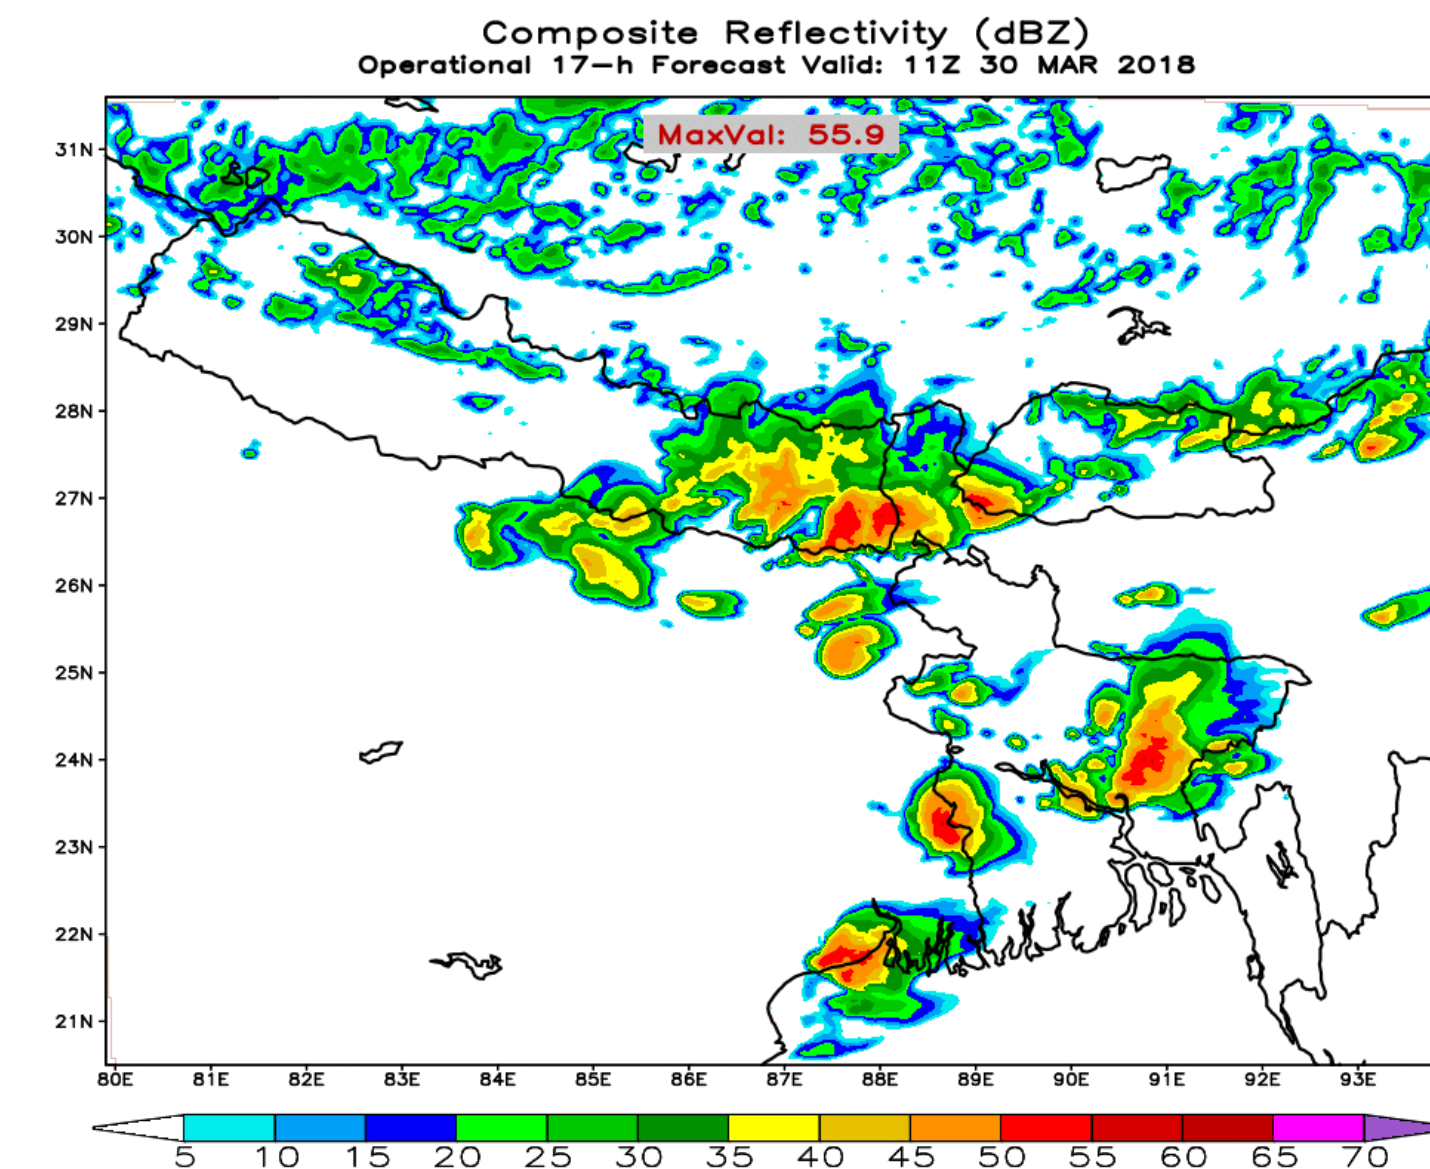 Composite Reflectivity (dBZ)
Operational 17-h Forecast Valid: 11Z 30 MAR 2018
MaxVal: 55.9
31N
30N
29N
28N
27N
26N
25N
24N
23N
22N
21N
80E 81E 82E 83E 84E 85E 86E 87E 88E 89E 90E 91E 92E 93E
5 10 15 20 25 30 35 40 45 50 55 60 65 70